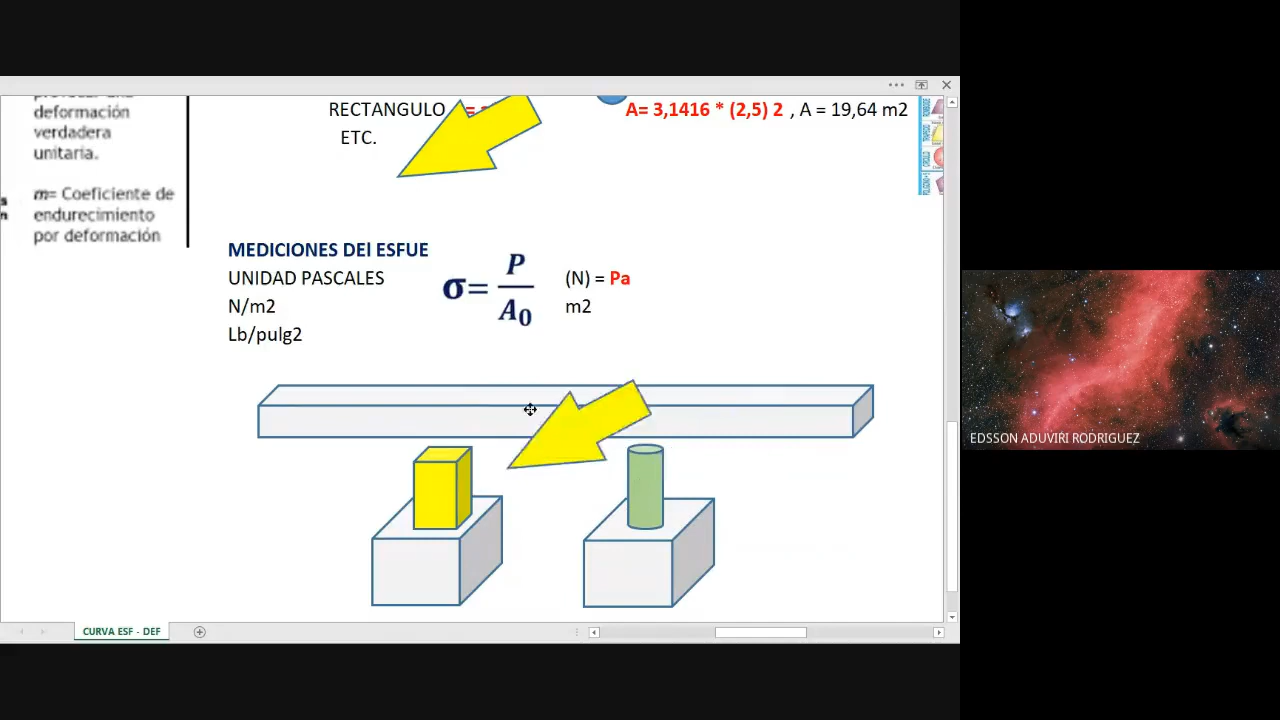 deformación
verdadera
unitaria.
m= Coeficiente de
endurecimiento
por deformación
RECTANGULO
ETC.
A= 3,1416 * (2,5) 2 , A = 19,64 m2
MEDICIONES DEl ESFUE
UNIDAD PASCALES
N/m2
Lb/pulg2
σ= P
A0
(N) = Pa
m2
CURVA ESF - DEF
EDSSON ADUVIRI RODRIGUEZ